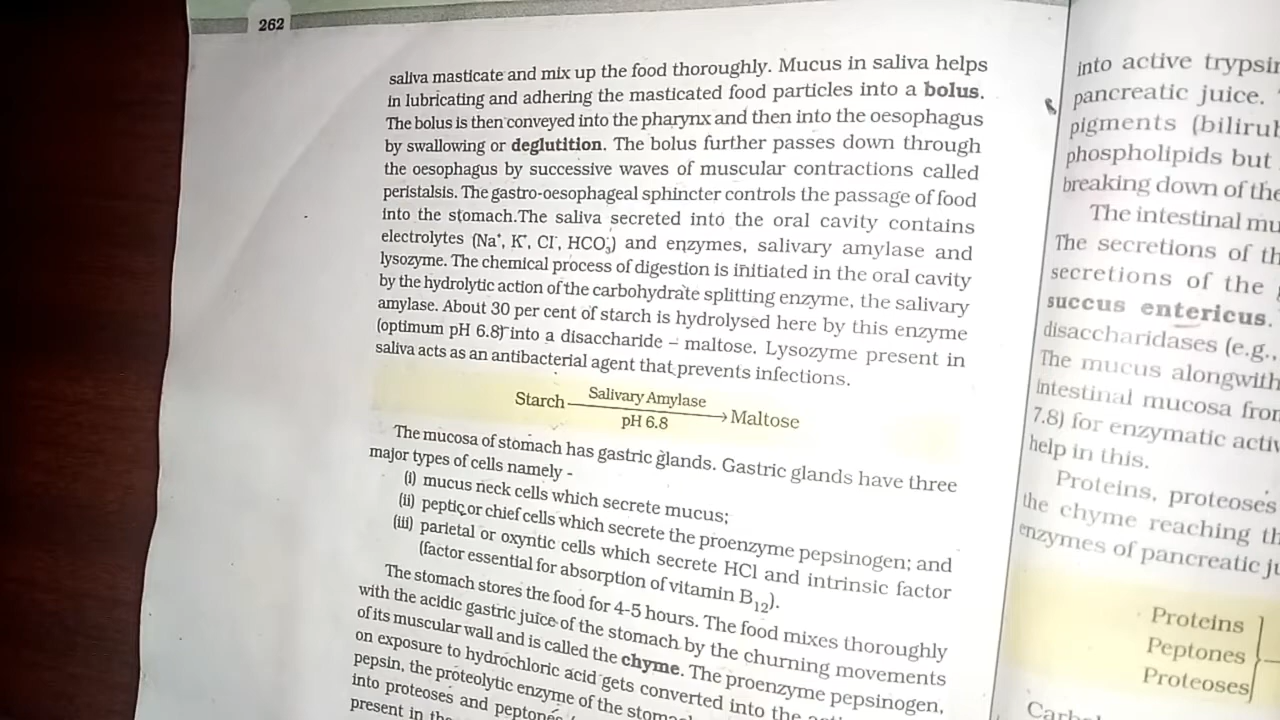 262
saliva masticate and mix up the food thoroughly. Mucus in saliva helps
in lubricating and adhering the masticated food particles into a bolus.
The bolus is then conveyed into the pharynx and then into the oesophagus
by swallowing or deglutition. The bolus further passes down through
the oesophagus by successive waves of muscular contractions called
peristalsis. The gastro-oesophageal sphincter controls the passage of food
into the stomach.The saliva secreted into the oral cavity contains
electrolytes (Na⁺, K⁺, Cl⁻, HCO₃⁻) and enzymes, salivary amylase and
lysozyme. The chemical process of digestion is initiated in the oral cavity
by the hydrolytic action of the carbohydrate splitting enzyme, the salivary
amylase. About 30 per cent of starch is hydrolysed here by this enzyme
(optimum pH 6.8) into a disaccharide – maltose. Lysozyme present in
saliva acts as an antibacterial agent that prevents infections.
Salivary Amylase
Starch → Maltose
pH 6.8
The mucosa of stomach has gastric glands. Gastric glands have three
major types of cells namely -
(i) mucus neck cells which secrete mucus;
(ii) peptic or chief cells which secrete the proenzyme pepsinogen; and
(iii) parietal or oxyntic cells which secrete HCl and intrinsic factor
(factor essential for absorption of vitamin B₁₂).
The stomach stores the food for 4-5 hours. The food mixes thoroughly
with the acidic gastric juice of the stomach by the churning movements
of its muscular wall and is called the chyme. The proenzyme pepsinogen,
on exposure to hydrochloric acid gets converted into the
pepsin, the proteolytic enzyme of the
into proteoses and
present in
into active
pancreatic juice.
pigments
phospholipids but
breaking down of the
The intestinal
The secretions of
secretions of the
succus entericus.
disaccharidases (e.g.,
The mucus alongwith
intestinal mucosa
7.8) for enzymatic
help in this.
Proteins, proteoses
the chyme reaching
enzymes of pancreatic
Proteins
Peptones
Proteoses